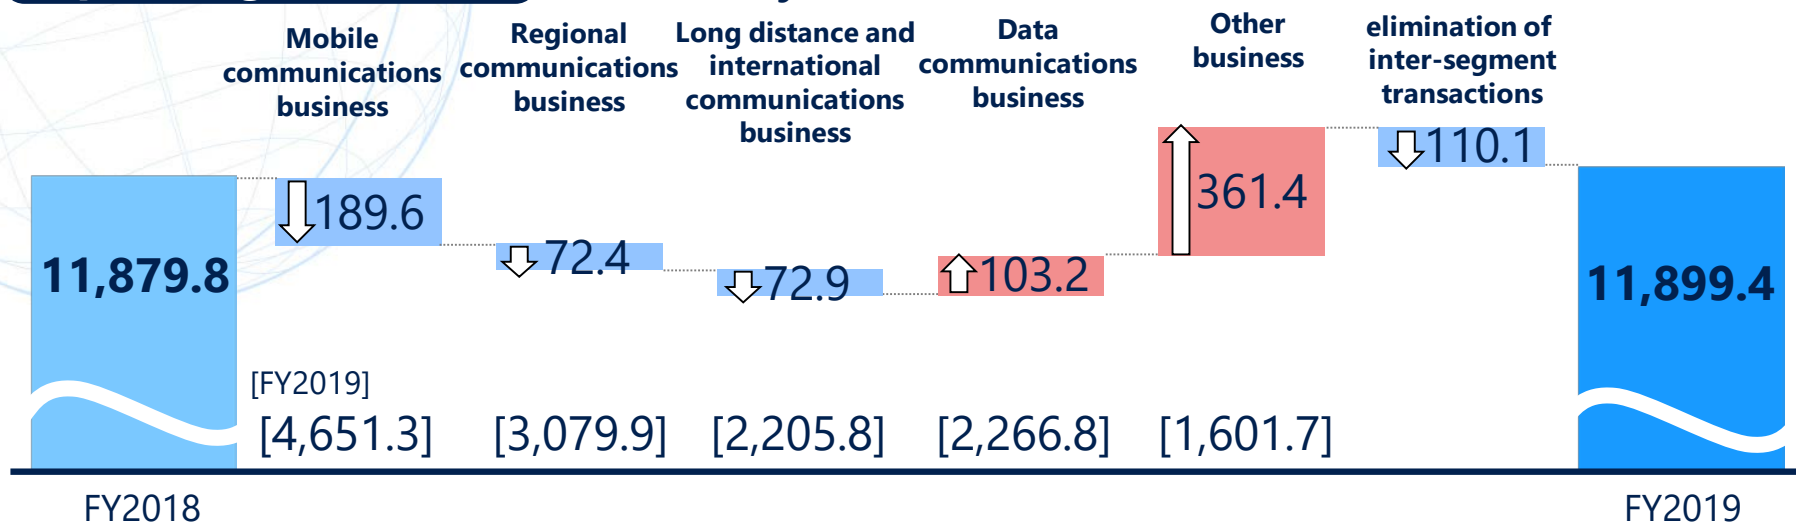 Mobile
communications
business
Regional
communications
business
Long distance and
international
communications
business
Data
communications
business
Other
business
elimination of
inter-segment
transactions
11,879.8
189.6
72.4
72.9
103.2
361.4
110.1
11,899.4
[FY2019]
[4,651.3]
[3,079.9]
[2,205.8]
[2,266.8]
[1,601.7]
FY2018
FY2019